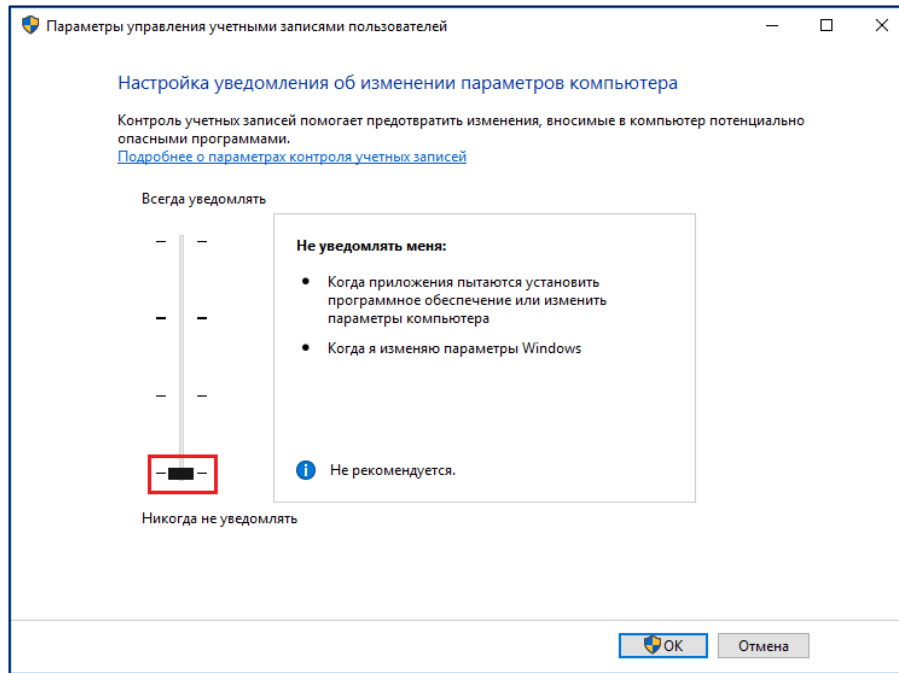 Параметры управления учетными записями пользователей
Настройка уведомления об изменении параметров компьютера
Контроль учетных записей помогает предотвратить изменения, вносимые в компьютер потенциально
опасными программами.
Подробнее о параметрах контроля учетных записей
Всегда уведомлять
Не уведомлять меня:
Когда приложения пытаются установить
программное обеспечение или изменить
параметры компьютера
Когда я изменяю параметры Windows
Не рекомендуется.
Никогда не уведомлять
ОК
Отмена